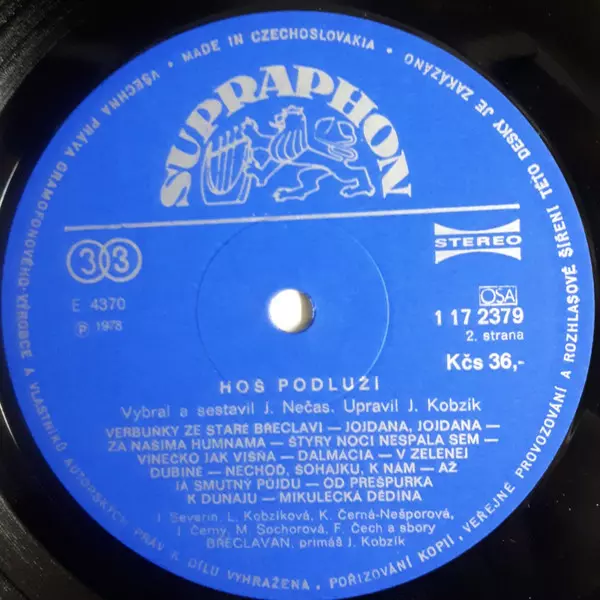 VŠECHNA PRÁVA GRAMOFONOVÉHO VÝROBCE A VLASTNÍKŮ AUTORSKÝCH PRÁV K DÍLU VYHRAŽENA, POŘIZOVÁNÍ KOPIÍ, VEŘEJNÉ PROVOZOVÁNÍ A ROZHLASOVÉ ŠÍŘENÍ TÉTO DESKY JE ZAKÁZÁNO
• MADE IN CZECHOSLOVAKIA •
SUPRAPHON
33
STEREO
E 4370
℗ 1978
OSA
1 17 2379
2. strana
Kčs 36,-
HOŠ PODLUŽÍ
Vybral a sestavil J. Nečas. Upravil J. Kobzík
VERBUŇKY ZE STARÉ BŘECLAVI — JOJDANA, JOJDANA —
ZA NAŠIMA HUMNAMA — ŠTYRY NOCI NESPALA SEM —
VÍNEČKO JAK VIŠŇA — DALMÁCIA — V ZELENEJ
DUBINĚ — NECHOĎ, ŠOHAJKU, K NÁM — AŽ
JÁ SMUTNÝ PŮJDU — OD PREŠPURKA
K DUNAJU — MIKULECKÁ DĚDINA
J. Severin, L. Kobzíková, K. Černá-Nešporová,
J. Černý, M. Sochorová, F. Čech a sbory
BŘECLAVAN, primáš J. Kobzík